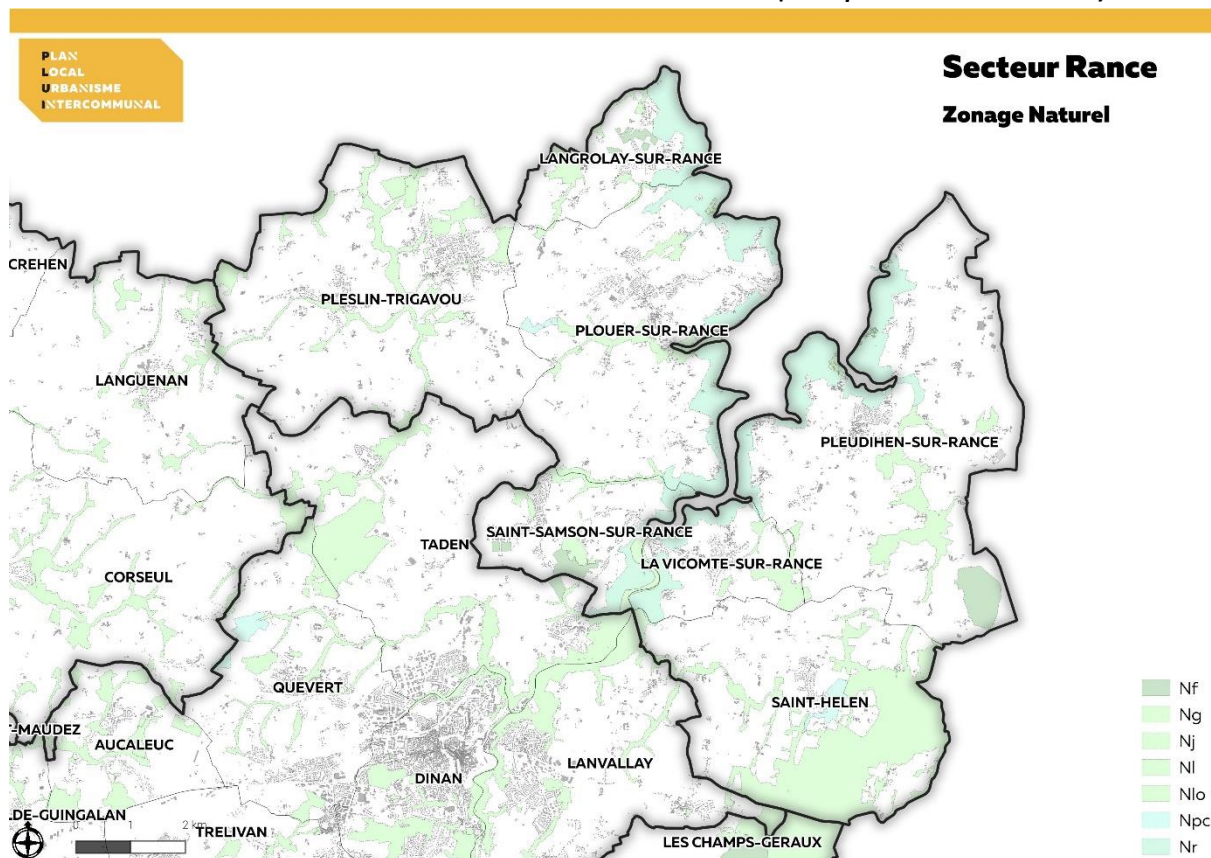 PLAN
LOCAL
URBANISME
INTERCOMMUNAL
Secteur Rance
Zonage Naturel
LANGROLAY-SUR-RANCE
CREHEN
PLESLIN-TRIGAVOU
PLOUER-SUR-RANCE
LANGUENAN
PLEUDIHEN-SUR-RANCE
SAINT-SAMSON-SUR-RANCE
TADEN
LA VICOMTE-SUR-RANCE
CORSEUL
QUEVERT
SAINT-HELEN
T-MAUDEZ
AUCALEUC
LANVALLAY
DINAN
LDE-GUINGALAN
TRELIVAN
LES CHAMPS-GERAUX
0 1 2 km
Nf
Ng
Nj
Nl
Nlo
Npc
Nr